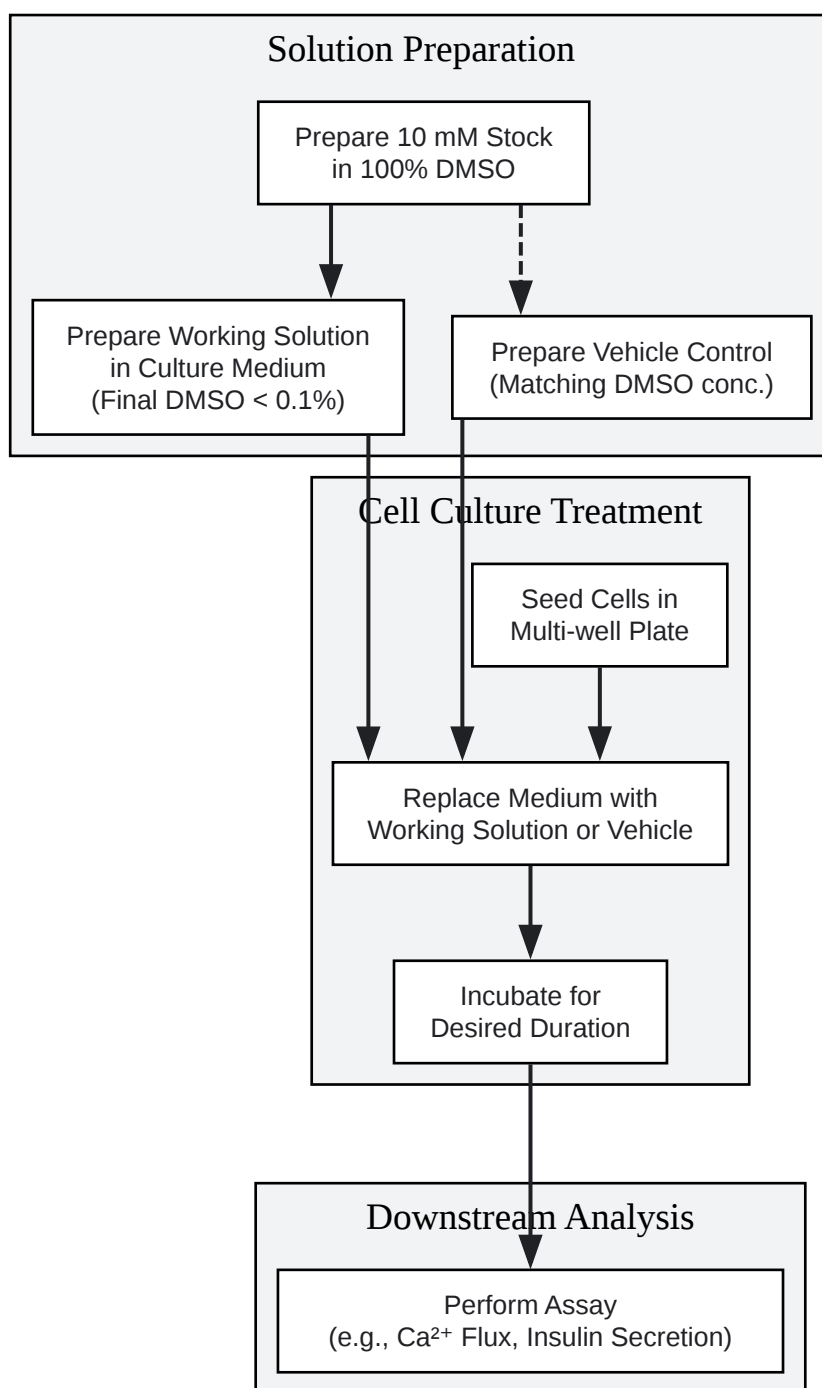 Solution Preparation
Prepare 10 mM Stock
in 100% DMSO
Prepare Working Solution
in Culture Medium
(Final DMSO < 0.1%)
Prepare Vehicle Control
(Matching DMSO conc.)
Cell Culture Treatment
Seed Cells in
Multi-well Plate
Replace Medium with
Working Solution or Vehicle
Incubate for
Desired Duration
Downstream Analysis
Perform Assay
(e.g., Ca²⁺ Flux, Insulin Secretion)